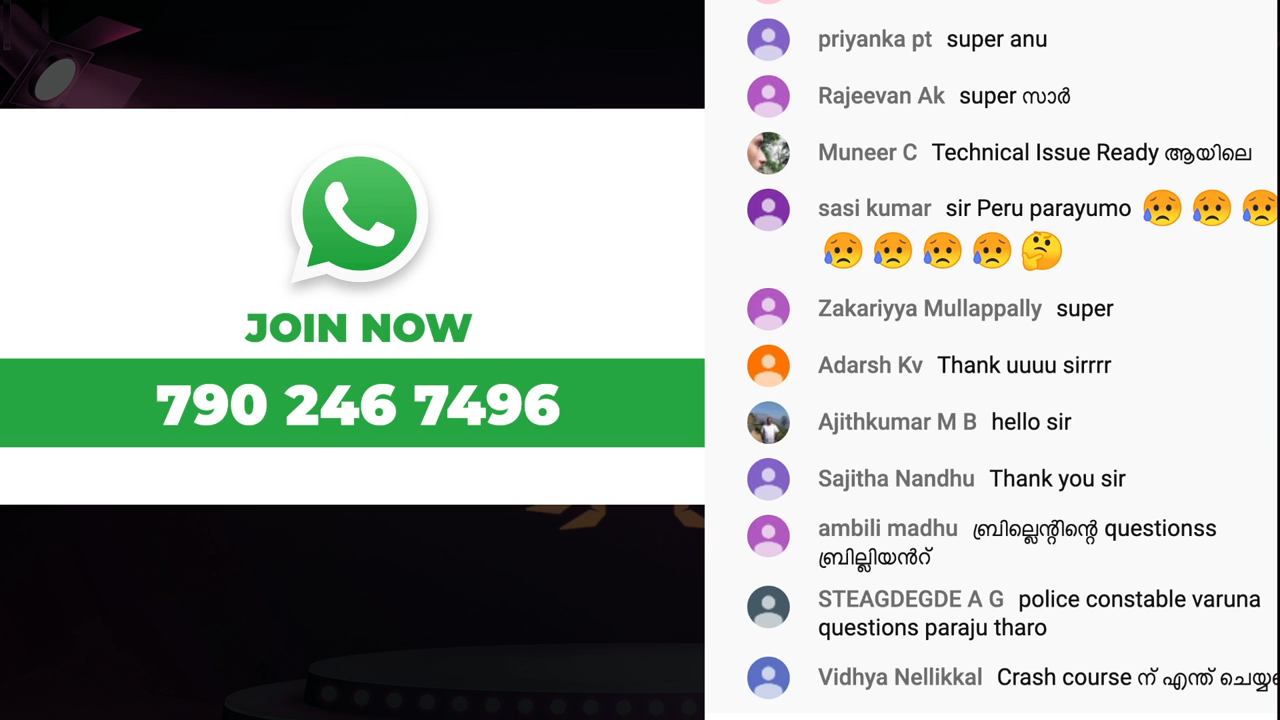 JOIN NOW
790 246 7496
priyanka pt super anu
Rajeevan Ak super സാർ
Muneer C Technical Issue Ready ആയിലെ
sasi kumar sir Peru parayumo 😥 😥 😥
😥 😥 😥 😥 🤔
Zakariyya Mullappally super
Adarsh Kv Thank uuuu sirrrr
Ajithkumar M B hello sir
Sajitha Nandhu Thank you sir
ambili madhu ബ്രില്ലെന്റിന്റെ questionss
ബ്രില്ലിയൻറ്
STEAGDEGDE A G police constable varuna
questions paraju tharo
Vidhya Nellikkal Crash course ന് എന്ത്